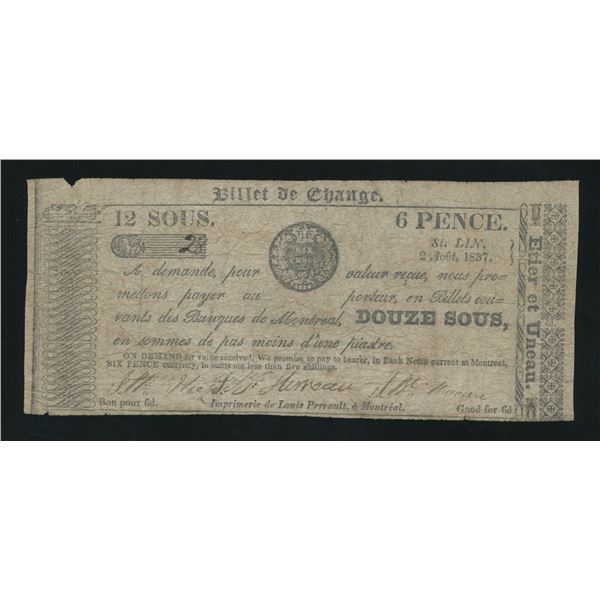 Billet de Change.
12 SOUS.
6 PENCE.
No. 28
SIX PENCE
St. LIN,
2 Août, 1837.
A demande, pour valeur reçue, nous pro-
mettons payer au porteur, en Billets cou-
rants des Banques de Montreal, DOUZE SOUS,
en sommes de pas moins d'une piastre.
ON DEMAND for value received, We promise to pay to bearer, in Bank Notes current at Montreal,
SIX PENCE currency, in sums not less than five shillings.
Bon pour 6d.
Imprimerie de Louis Perrault, à Montréal.
Good for 6d
Etier et Uneau.